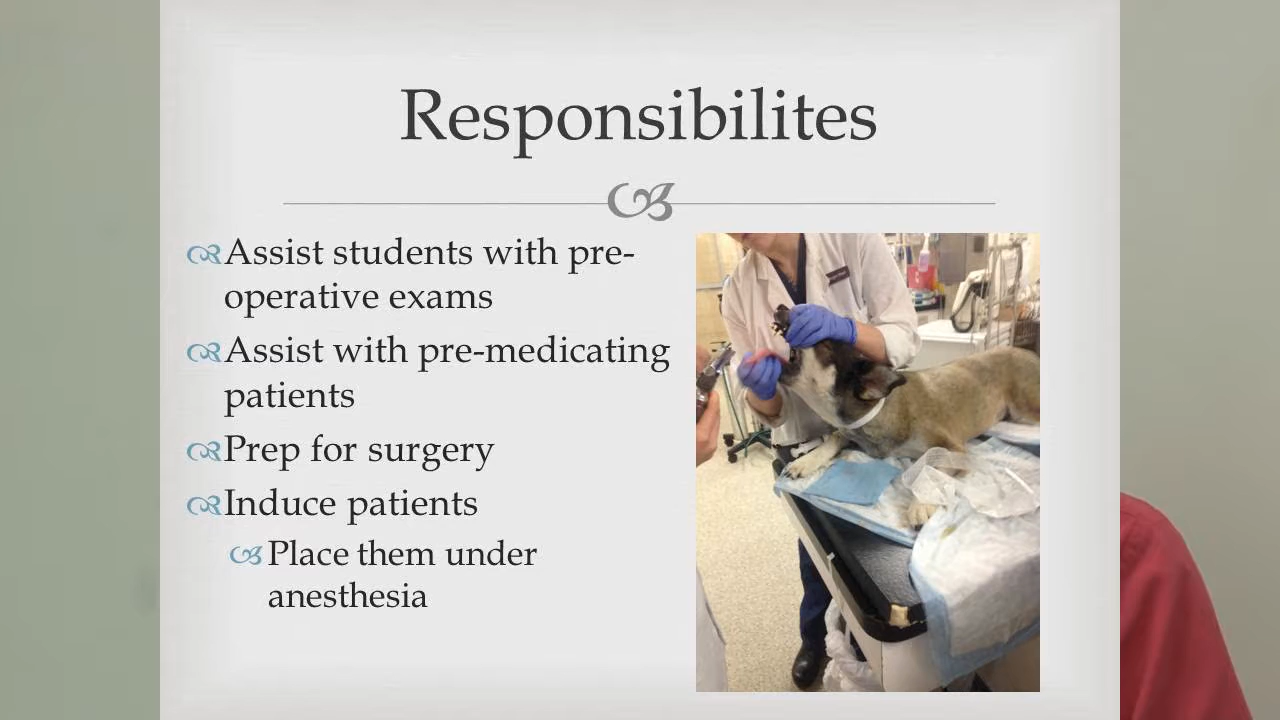 Responsibilites
Assist students with pre-
operative exams
Assist with pre-medicating
patients
Prep for surgery
Induce patients
Place them under
anesthesia